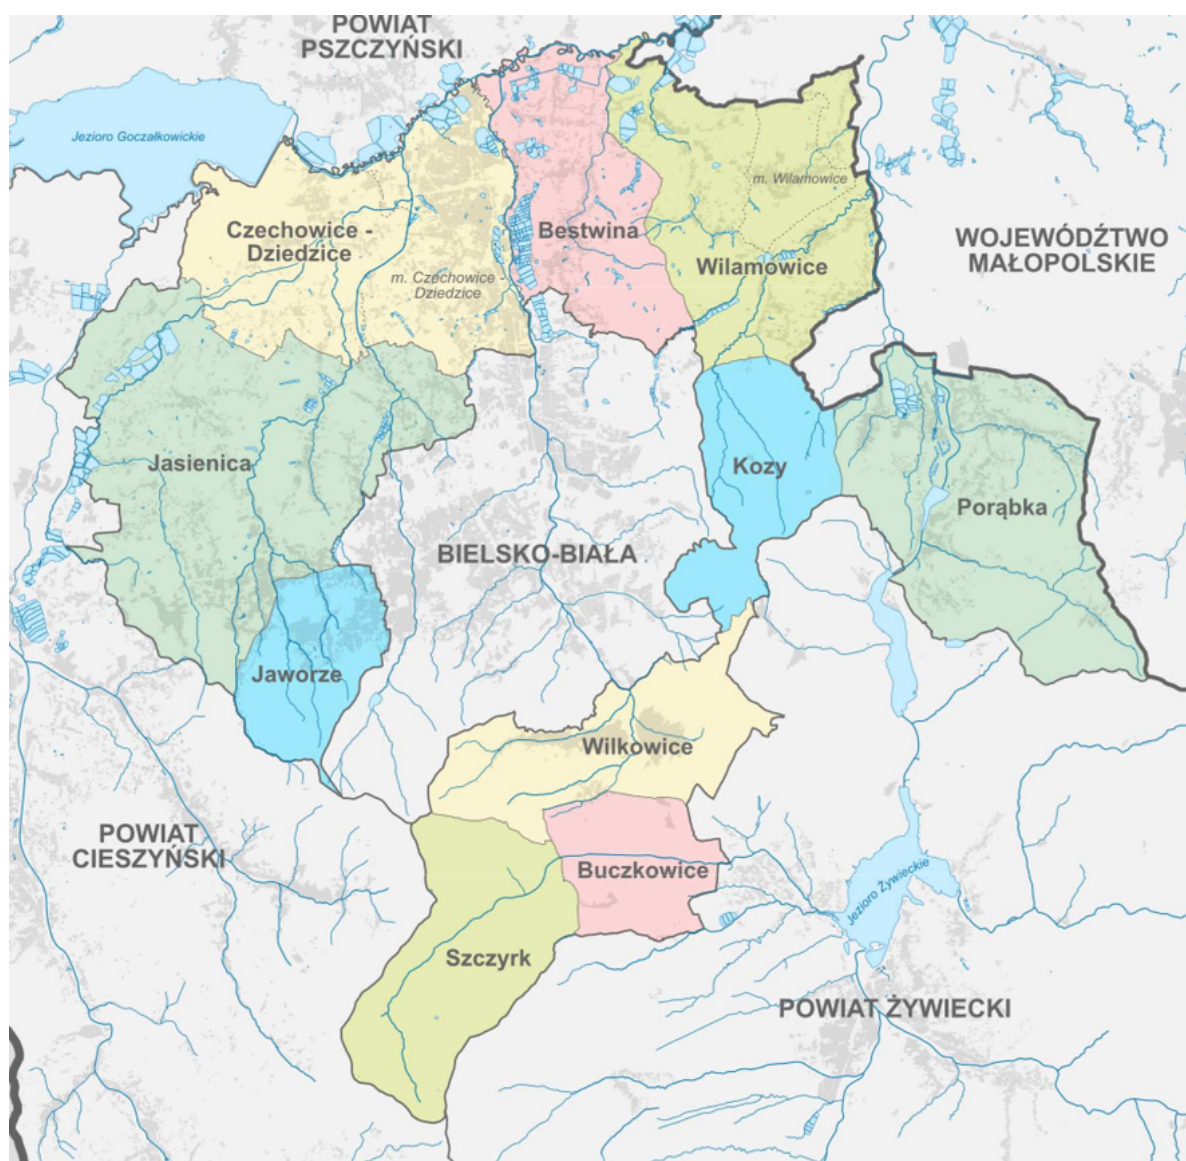 POWIAT
PSZCZYŃSKI
Jezioro Goczałkowickie
m. Wilamowice
Czechowice -
Dziedzice
Bestwina
WOJEWÓDŹTWO
MAŁOPOLSKIE
Wilamowice
m. Czechowice -
Dziedzice
Jasienica
Kozy
Porąbka
BIELSKO-BIAŁA
Jaworze
Wilkowice
POWIAT
CIESZYŃSKI
Buczkowice
Jezioro Żywieckie
Szczyrk
POWIAT ŻYWIECKI